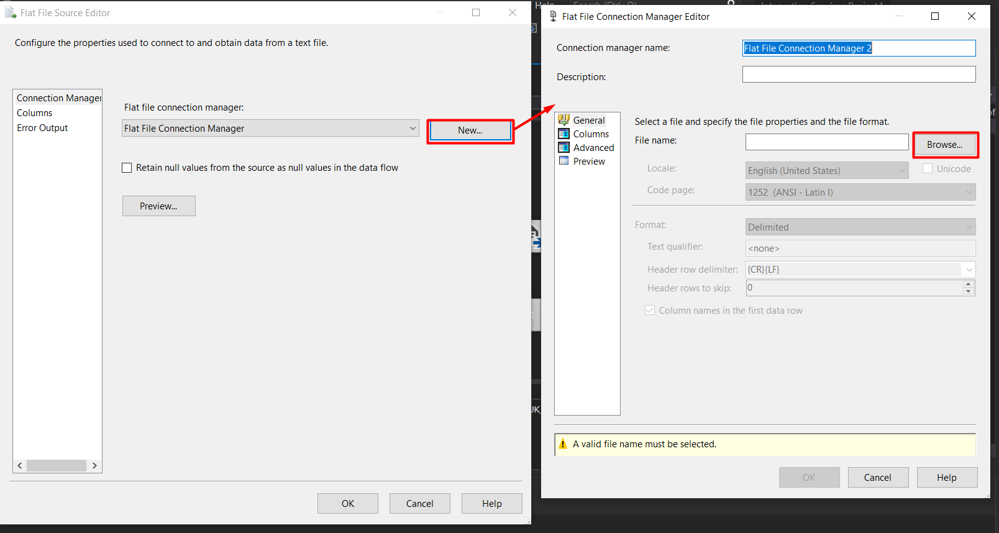 Flat File Source Editor
Configure the properties used to connect to and obtain data from a text file.
Connection Manager
Columns
Error Output
Flat file connection manager:
Flat File Connection Manager
New...
Retain null values from the source as null values in the data flow
Preview...
OK
Cancel
Help
Help
Flat File Connection Manager Editor
Connection manager name:
Flat File Connection Manager 2
Description:
General
Columns
Advanced
Preview
Select a file and specify the file properties and the file format.
File name:
Browse...
Locale:
English (United States)
Unicode
Code page:
1252 (ANSI - Latin I)
Format:
Delimited
Text qualifier:
<none>
Header row delimiter:
{CR}{LF}
Header rows to skip:
0
Column names in the first data row
A valid file name must be selected.
OK
Cancel
Help